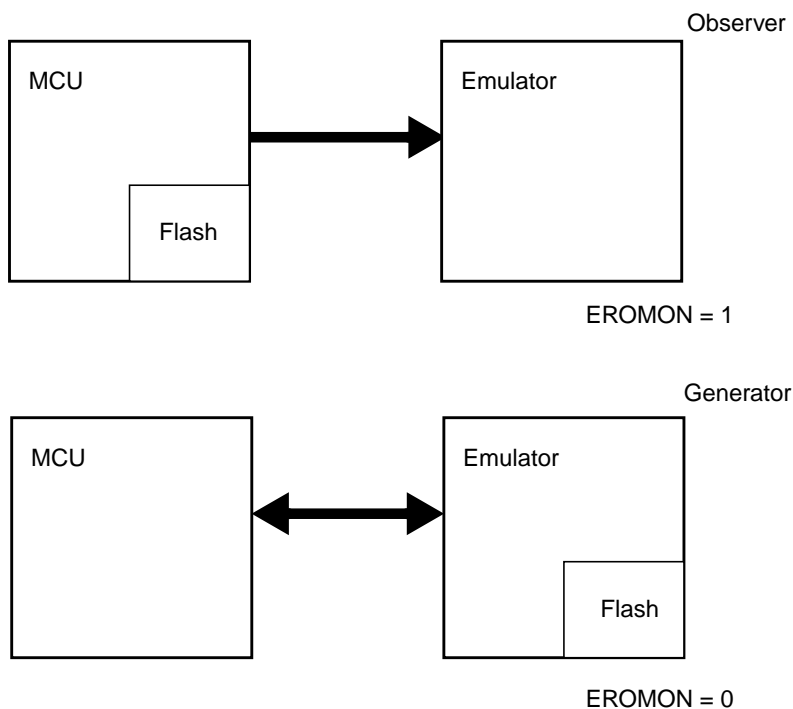 Observer
MCU
Emulator
Flash
EROMON = 1
Generator
MCU
Emulator
Flash
EROMON = 0